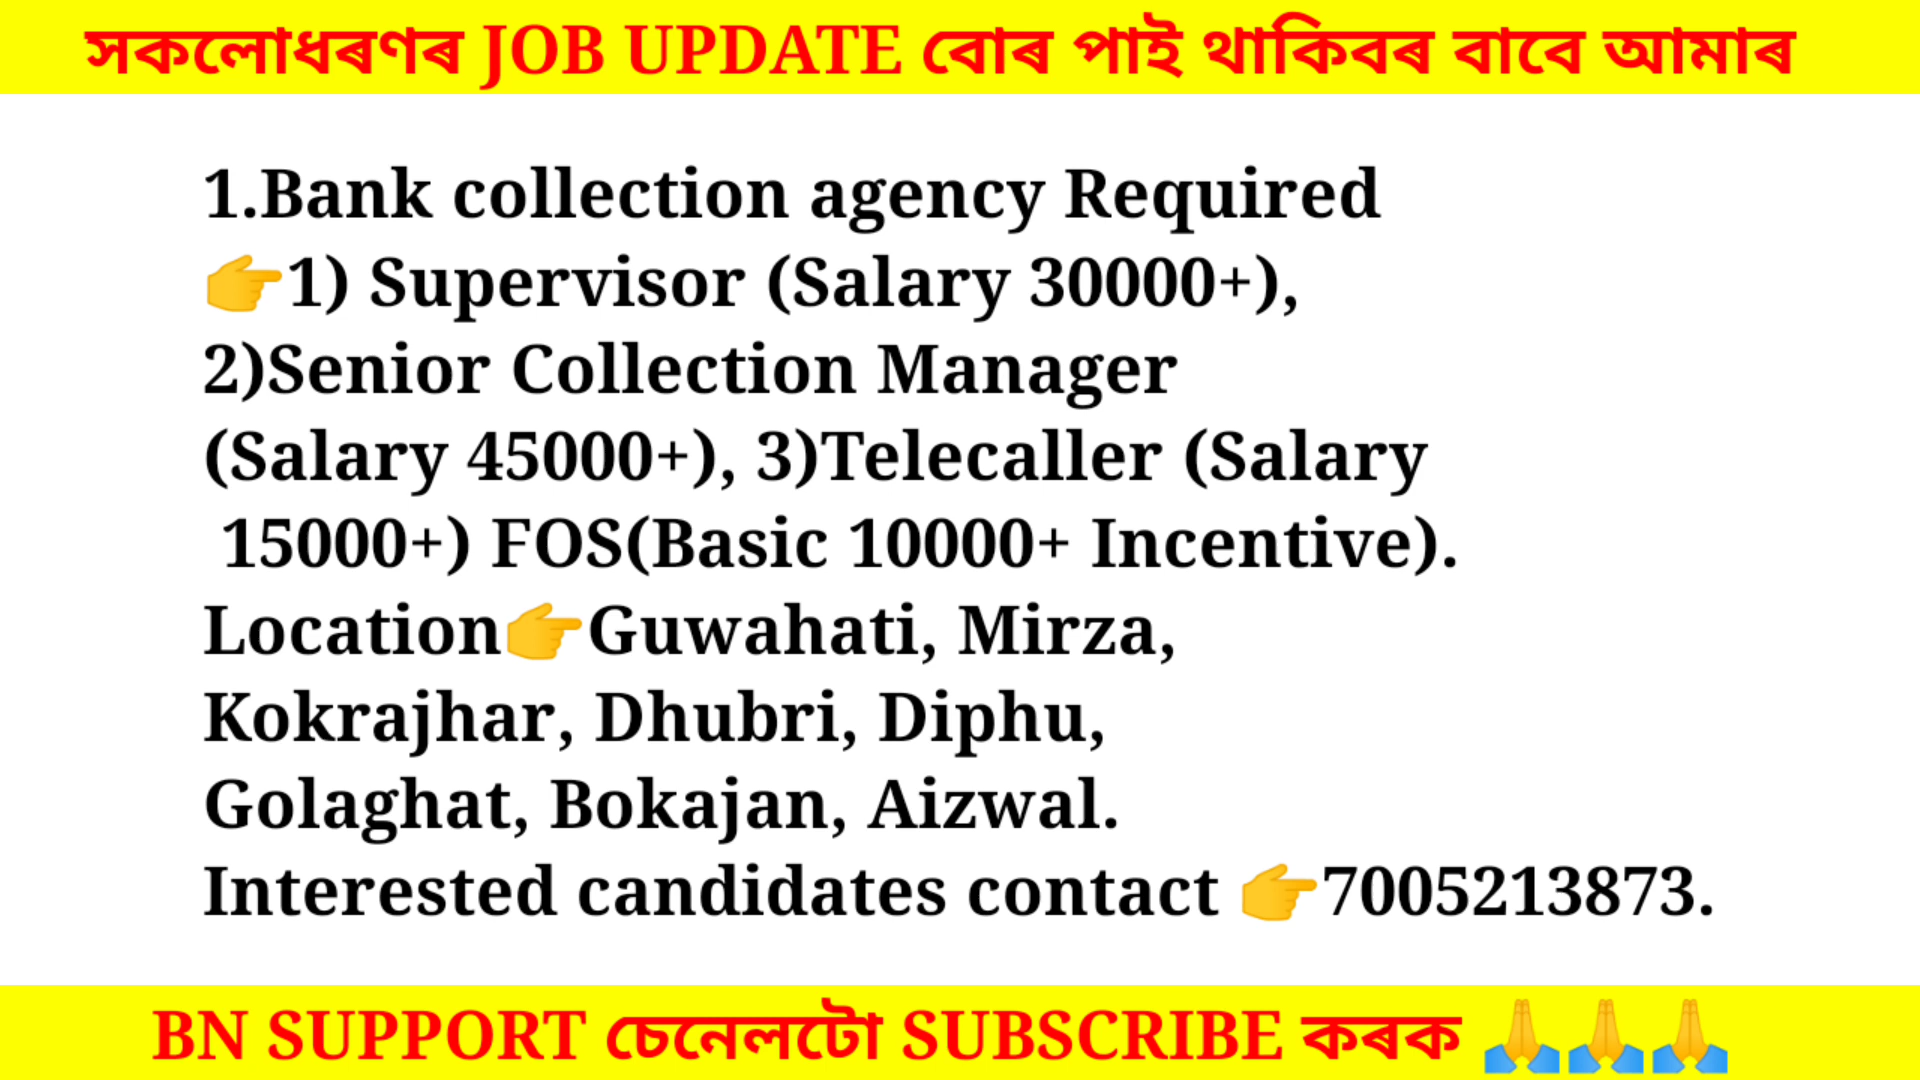 সকলোধৰণৰ JOB UPDATE বোৰ পাই থাকিবৰ বাবে আমাৰ
1.Bank collection agency Required
👉1) Supervisor (Salary 30000+),
2)Senior Collection Manager
(Salary 45000+), 3)Telecaller (Salary
15000+) FOS(Basic 10000+ Incentive).
Location👉Guwahati, Mirza,
Kokrajhar, Dhubri, Diphu,
Golaghat, Bokajan, Aizwal.
Interested candidates contact 👉7005213873.
BN SUPPORT চেনেলটো SUBSCRIBE কৰক 🙏🙏🙏